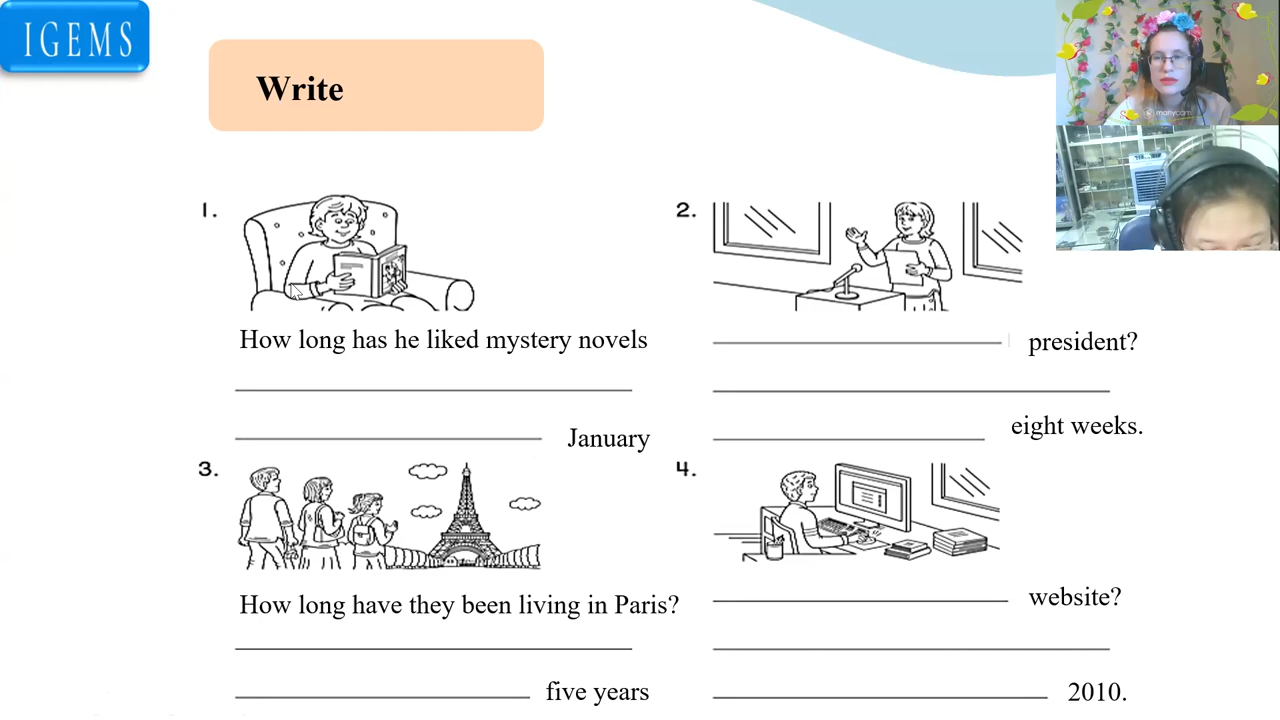 IGEMS
Write
1.
2.
How long has he liked mystery novels
president?
January
eight weeks.
3.
4.
How long have they been living in Paris?
website?
five years
2010.
manycam